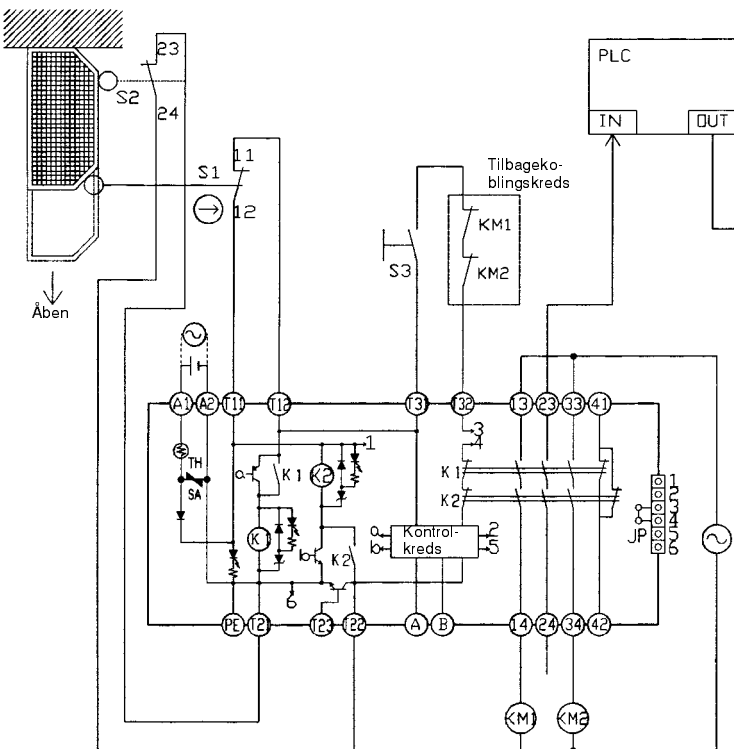 23
S2
24
PLC
IN OUT
11
S1
12
Tilbageko-
blingskreds
KM1
S3
KM2
Åben
A1 A2 T11 T12 T31 T32 13 23 33 41
1
3
4
TH
SA
a
K1
K2
K1
K2
1
2
3
4
5
6
JP
K1
a
b
Kontrol-
kreds
2
5
b
K2
6
PE T21 T23 T22 A B 14 24 34 42
KM1 KM2